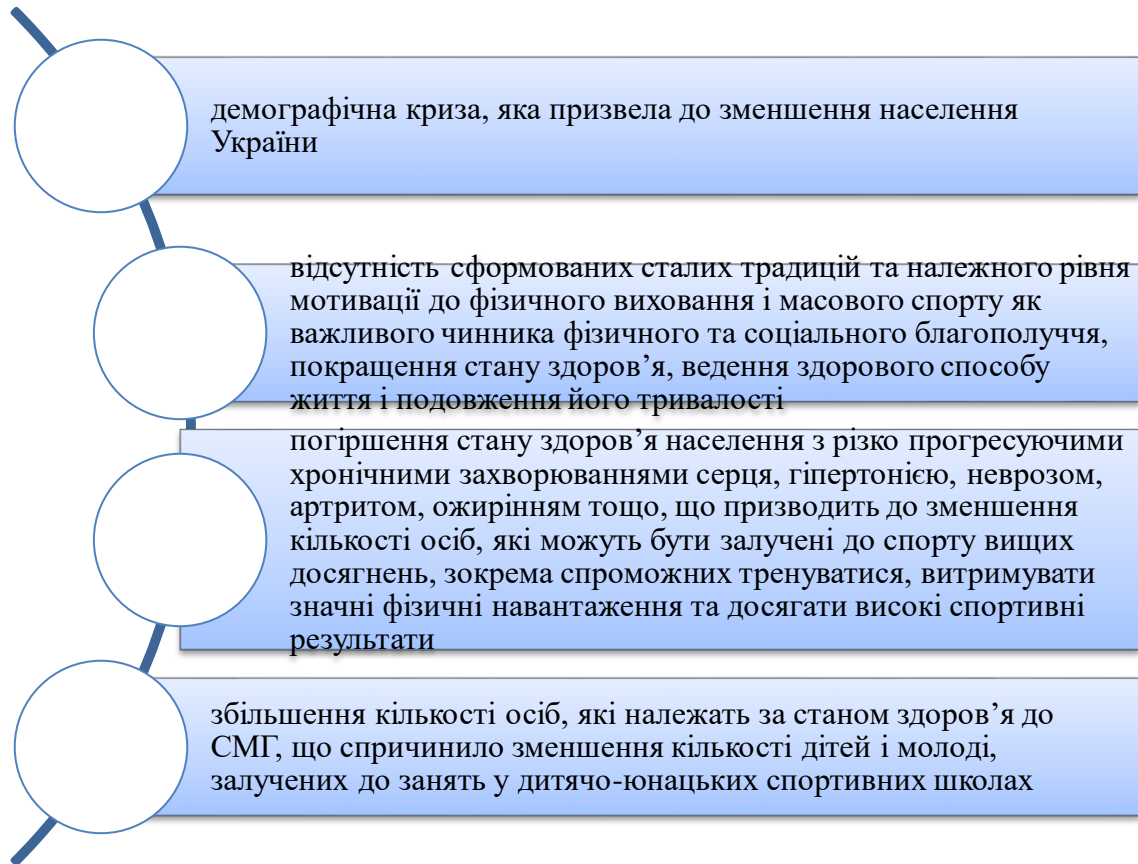 демографічна криза, яка призвела до зменшення населення
України
відсутність сформованих сталих традицій та належного рівня
мотивації до фізичного виховання і масового спорту як
важливого чинника фізичного та соціального благополуччя,
покращення стану здоров’я, ведення здорового способу
життя і подовження його тривалості
погіршення стану здоров’я населення з різко прогресуючими
хронічними захворюваннями серця, гіпертонією, неврозом,
артритом, ожирінням тощо, що призводить до зменшення
кількості осіб, які можуть бути залучені до спорту вищих
досягнень, зокрема спроможних тренуватися, витримувати
значні фізичні навантаження та досягати високі спортивні
результати
збільшення кількості осіб, які належать за станом здоров’я до
СМГ, що спричинило зменшення кількості дітей і молоді,
залучених до занять у дитячо-юнацьких спортивних школах